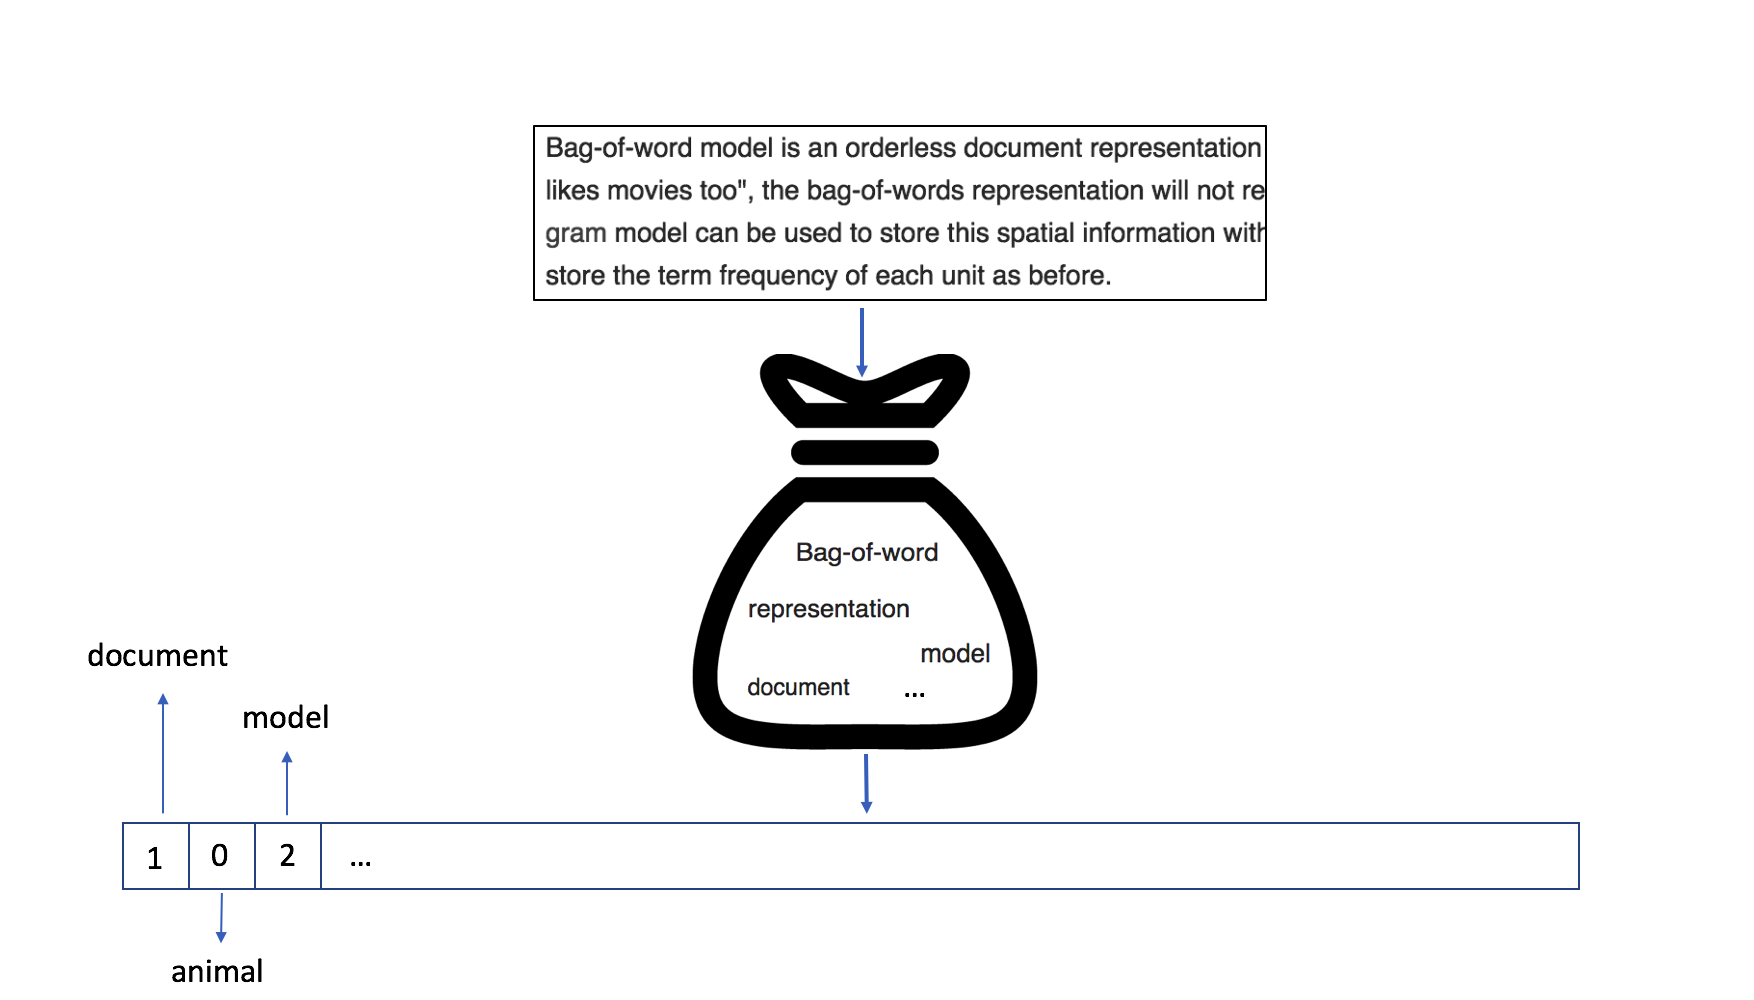 Bag-of-word model is an orderless document representation
likes movies too", the bag-of-words representation will not re
gram model can be used to store this spatial information with
store the term frequency of each unit as before.
Bag-of-word
representation
model
document ...
document
model
1 0 2 ...
animal